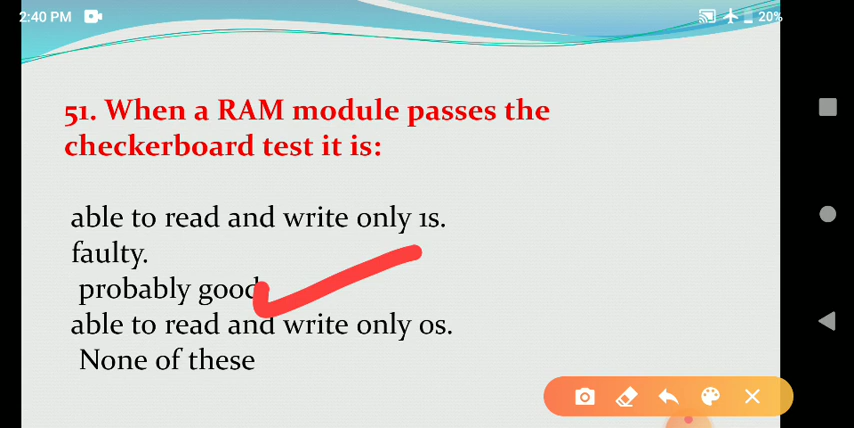 2:40 PM
20%
51. When a RAM module passes the
checkerboard test it is:
able to read and write only 1s.
faulty.
probably good
able to read and write only 0s.
None of these